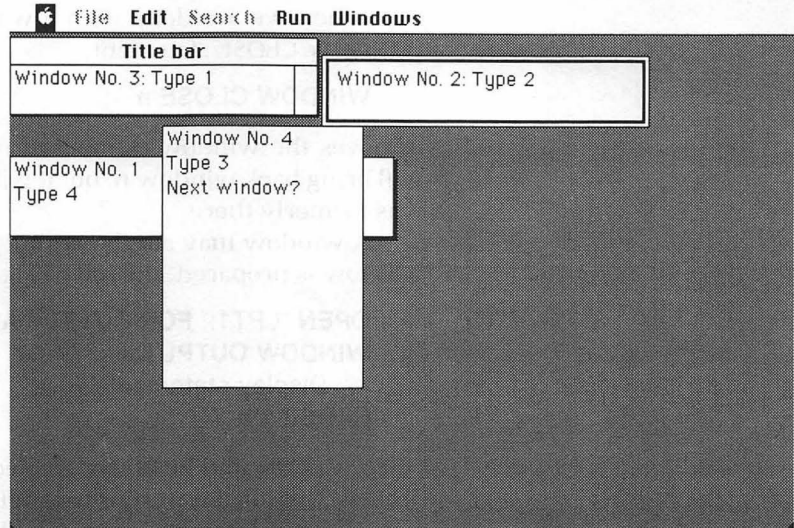 File Edit Search Run Windows
Title bar
Window No. 3: Type 1
Window No. 2: Type 2
Window No. 4
Type 3
Next window?
Window No. 1
Type 4